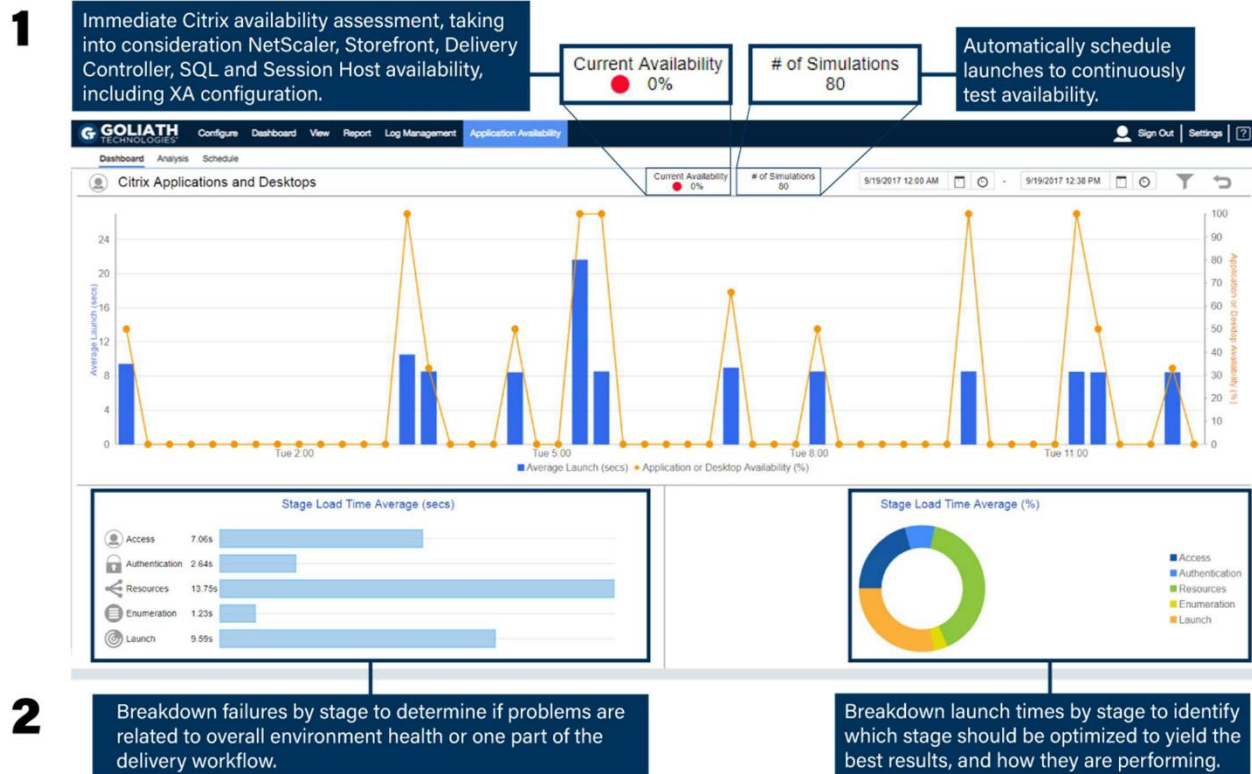 1
Immediate Citrix availability assessment, taking
into consideration NetScaler, Storefront, Delivery
Controller, SQL and Session Host availability,
including XA configuration.
Current Availability
0%
# of Simulations
80
Automatically schedule
launches to continuously
test availability.
G GOLIATH
TECHNOLOGIES
Configure Dashboard View Report Log Management Application Availability
Sign Out | Settings | ?
Dashboard Analysis Schedule
Citrix Applications and Desktops
Current Availability
0%
# of Simulations
80
9/19/2017 12:00 AM - 9/19/2017 12:38 PM
Average Launch (secs)
24
20
16
12
8
4
0
100
90
80
70
60
50
40
30
20
10
0
Application or Desktop Availability (%)
Tue 2:00 Tue 5:00 Tue 8:00 Tue 11:00
Average Launch (secs) Application or Desktop Availability (%)
Stage Load Time Average (secs)
Access 7.06s
Authentication 2.64s
Resources 13.75s
Enumeration 1.23s
Launch 9.59s
Stage Load Time Average (%)
Access
Authentication
Resources
Enumeration
Launch
2
Breakdown failures by stage to determine if problems are
related to overall environment health or one part of the
delivery workflow.
Breakdown launch times by stage to identify
which stage should be optimized to yield the
best results, and how they are performing.